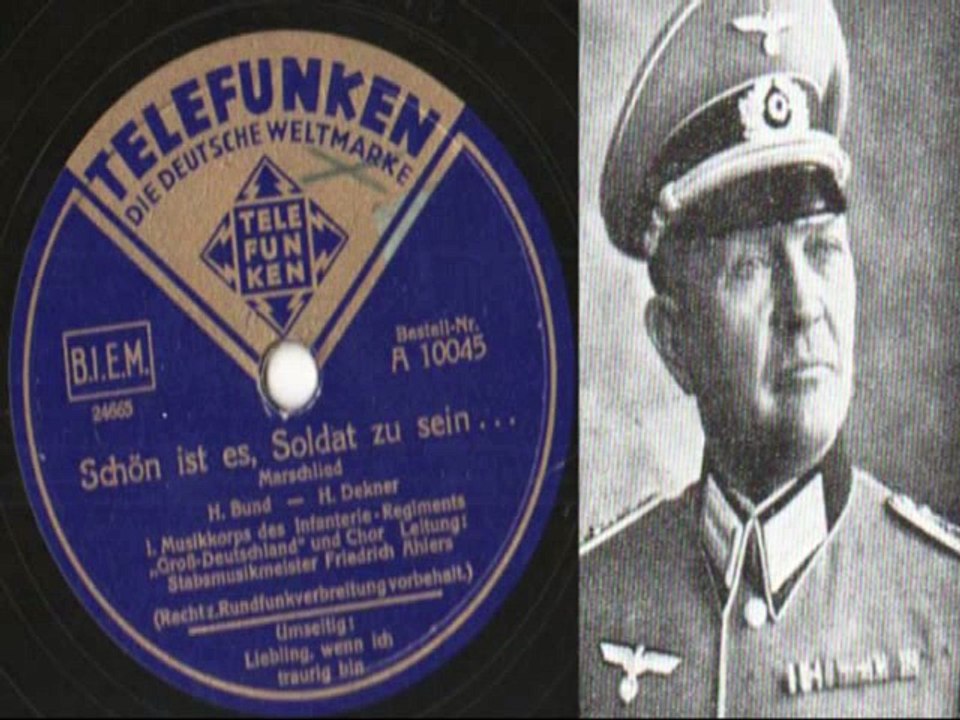 TELEFUNKEN
DIE DEUTSCHE WELTMARKE
TELE
FUN
KEN
B.I.E.M.
24665
Bestell-Nr.
A 10045
Schön ist es, Soldat zu sein...
Marschlied
H. Bund — H. Dekner
I. Musikkorps des Infanterie-Regiments
„Groß-Deutschland" und Chor Leitung:
Stabsmusikmeister Friedrich Ahlers
(Recht z. Rundfunkverbreitung vorbehalt.)
Umseitig:
Liebling, wenn ich
traurig bin